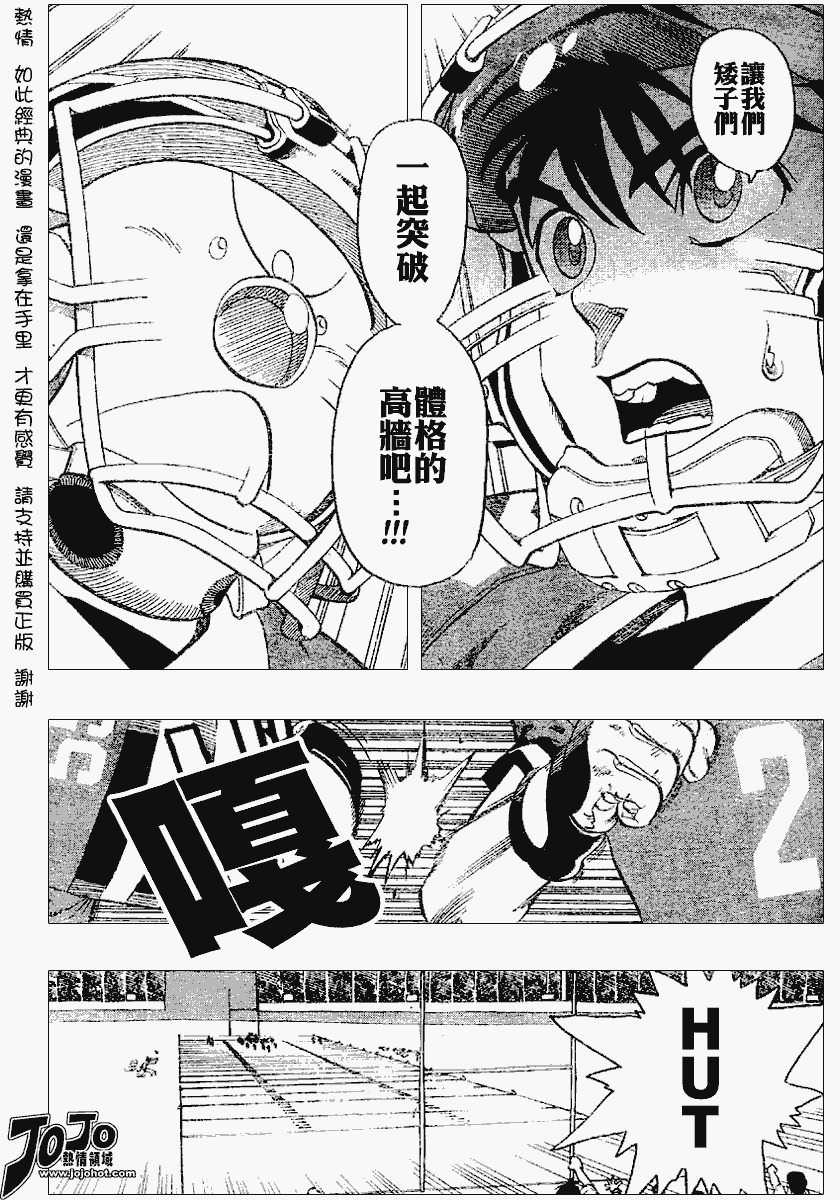 讓我們
矮子們
一起突破
體格的
高牆吧…!!!
嘎
2
HUT
熱情 如此經典的漫畫 還是拿在手里 才更有感覺 請支持並購買正版 謝謝
JOJO
熱情領域
www.jojohot.com